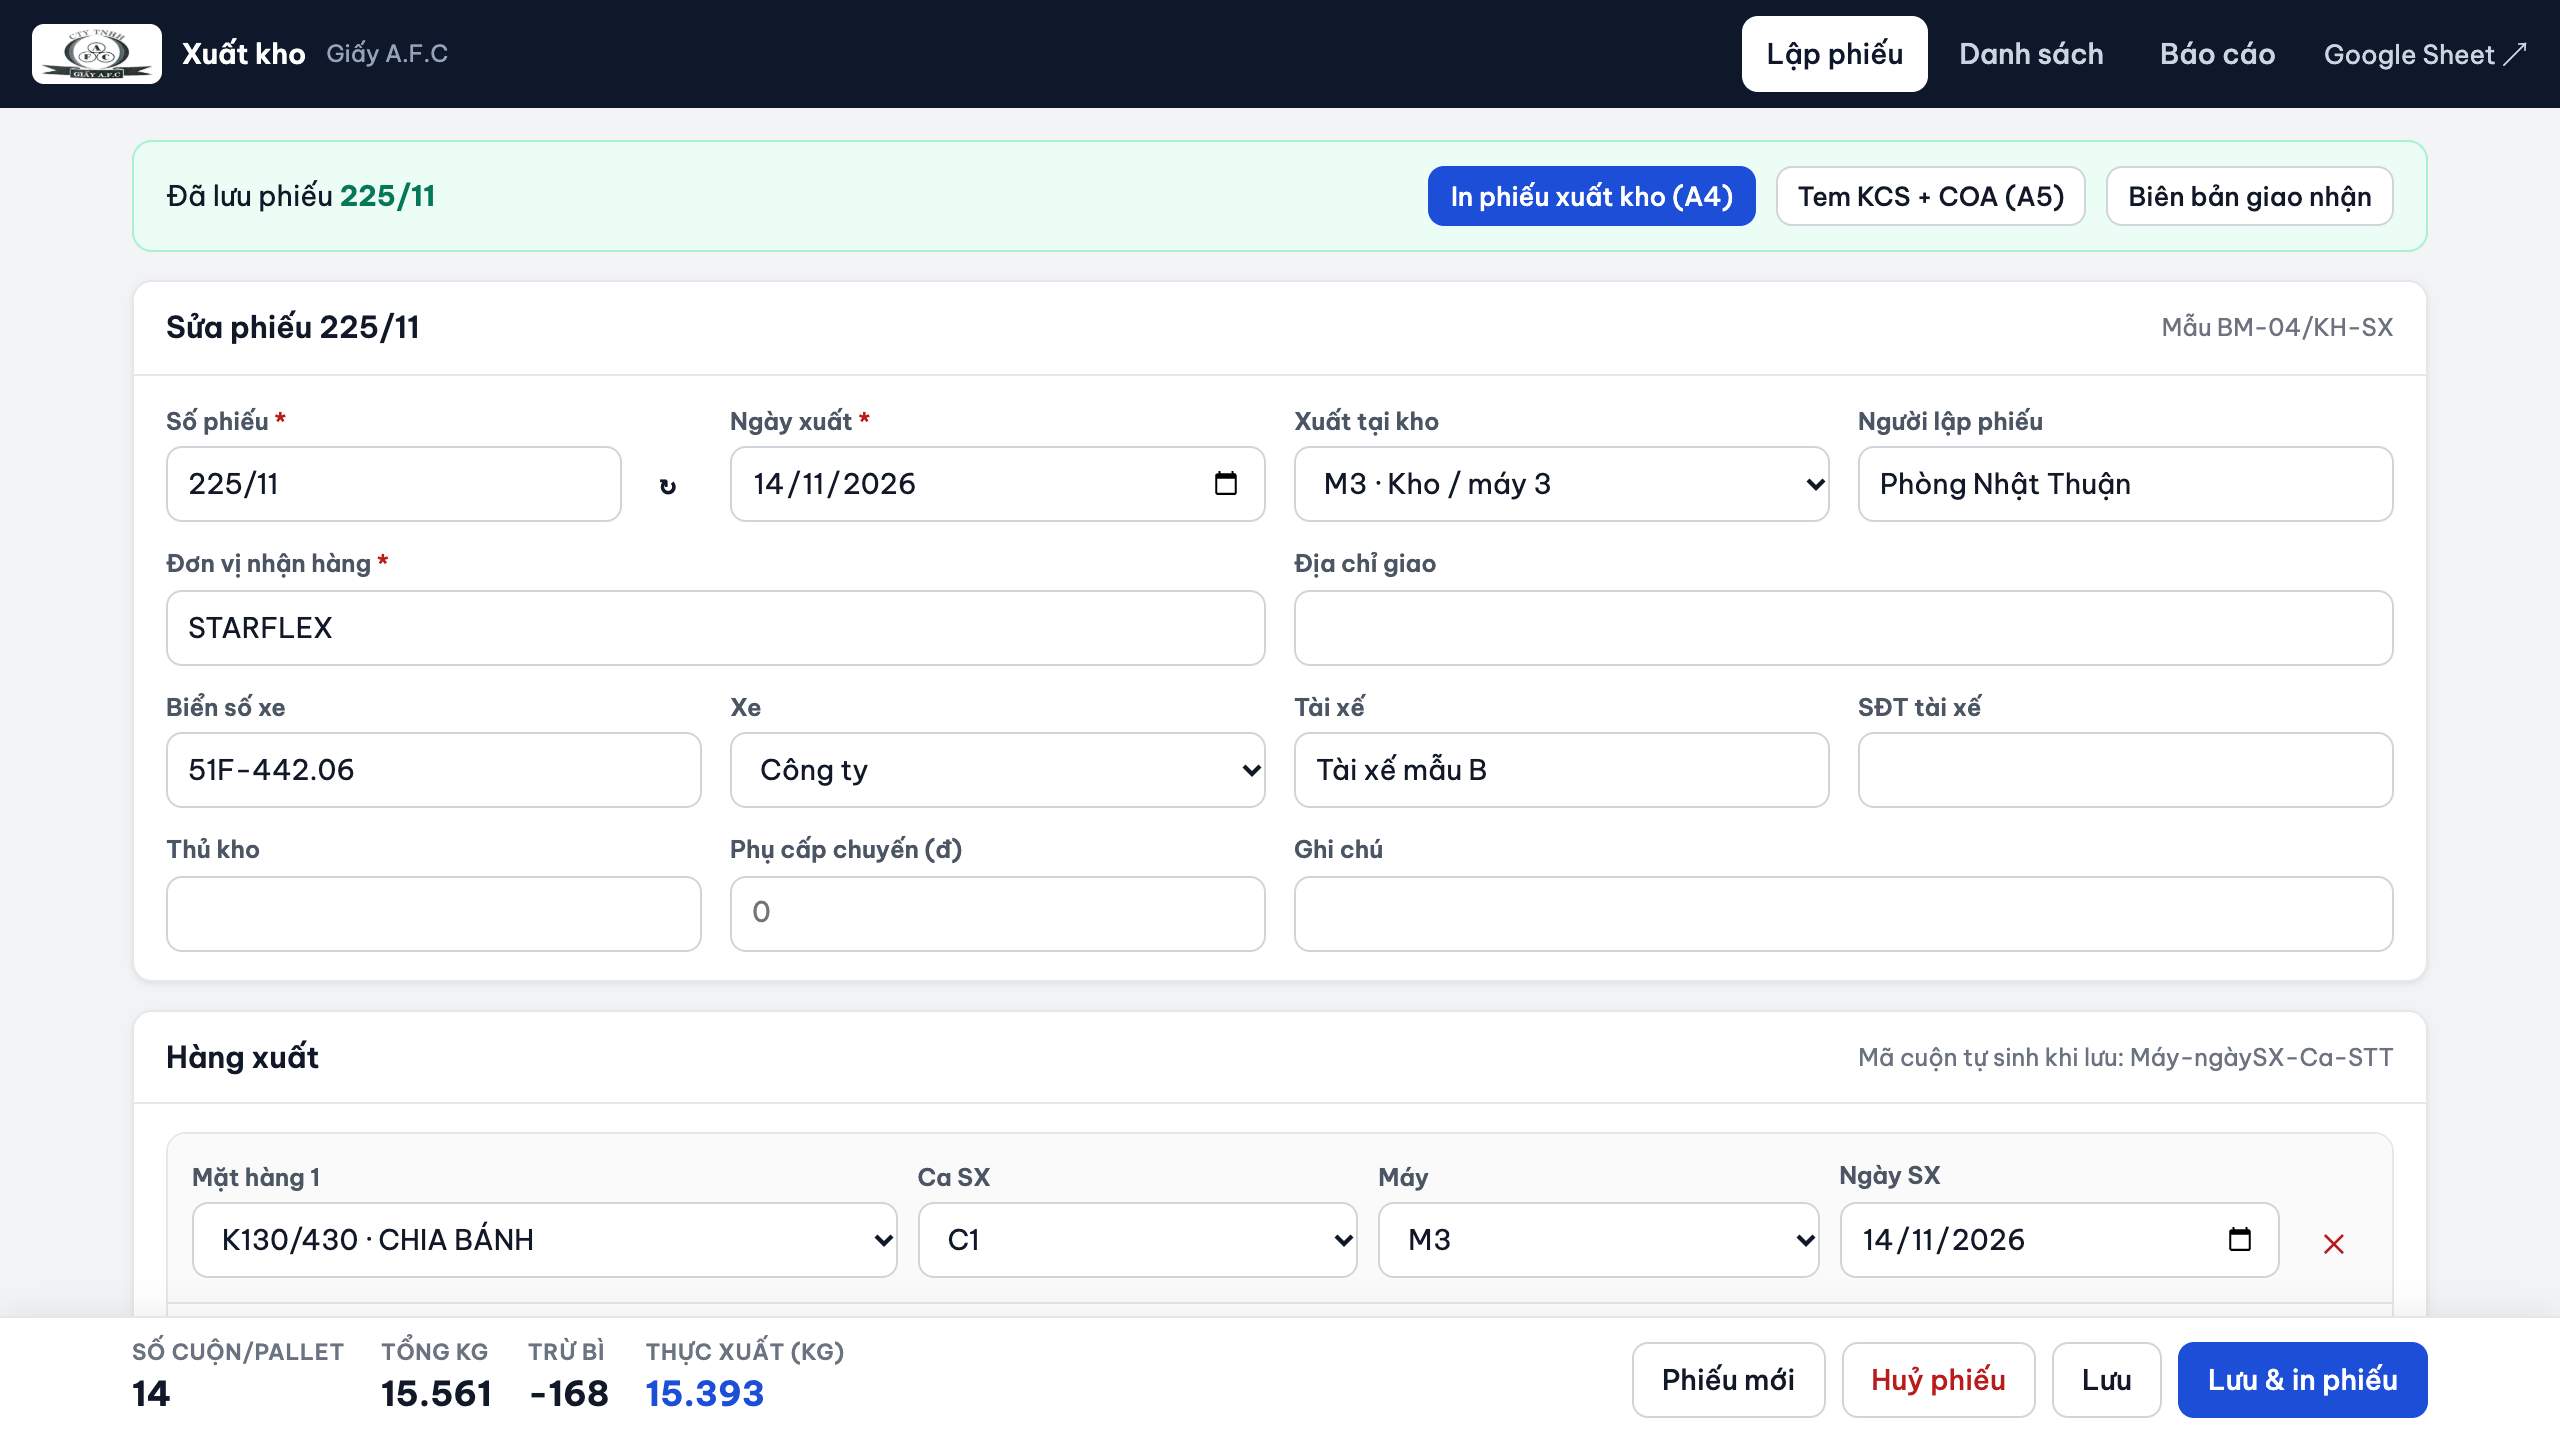 CTY TNHH
A
F C
GIẤY A.F.C
Xuất kho Giấy A.F.C
Lập phiếu Danh sách Báo cáo Google Sheet ↗
Đã lưu phiếu 225/11
In phiếu xuất kho (A4) Tem KCS + COA (A5) Biên bản giao nhận
Sửa phiếu 225/11 Mẫu BM-04/KH-SX
Số phiếu * Ngày xuất * Xuất tại kho Người lập phiếu
225/11 ↻ 14/11/2026 M3 · Kho / máy 3 Phòng Nhật Thuận
Đơn vị nhận hàng * Địa chỉ giao
STARFLEX
Biển số xe Xe Tài xế SĐT tài xế
51F-442.06 Công ty Tài xế mẫu B
Thủ kho Phụ cấp chuyến (đ) Ghi chú
0
Hàng xuất Mã cuộn tự sinh khi lưu: Máy-ngàySX-Ca-STT
Mặt hàng 1 Ca SX Máy Ngày SX
K130/430 · CHIA BÁNH C1 M3 14/11/2026
SỐ CUỘN/PALLET TỔNG KG TRỪ BÌ THỰC XUẤT (KG)
14 15.561 -168 15.393
Phiếu mới Huỷ phiếu Lưu Lưu & in phiếu